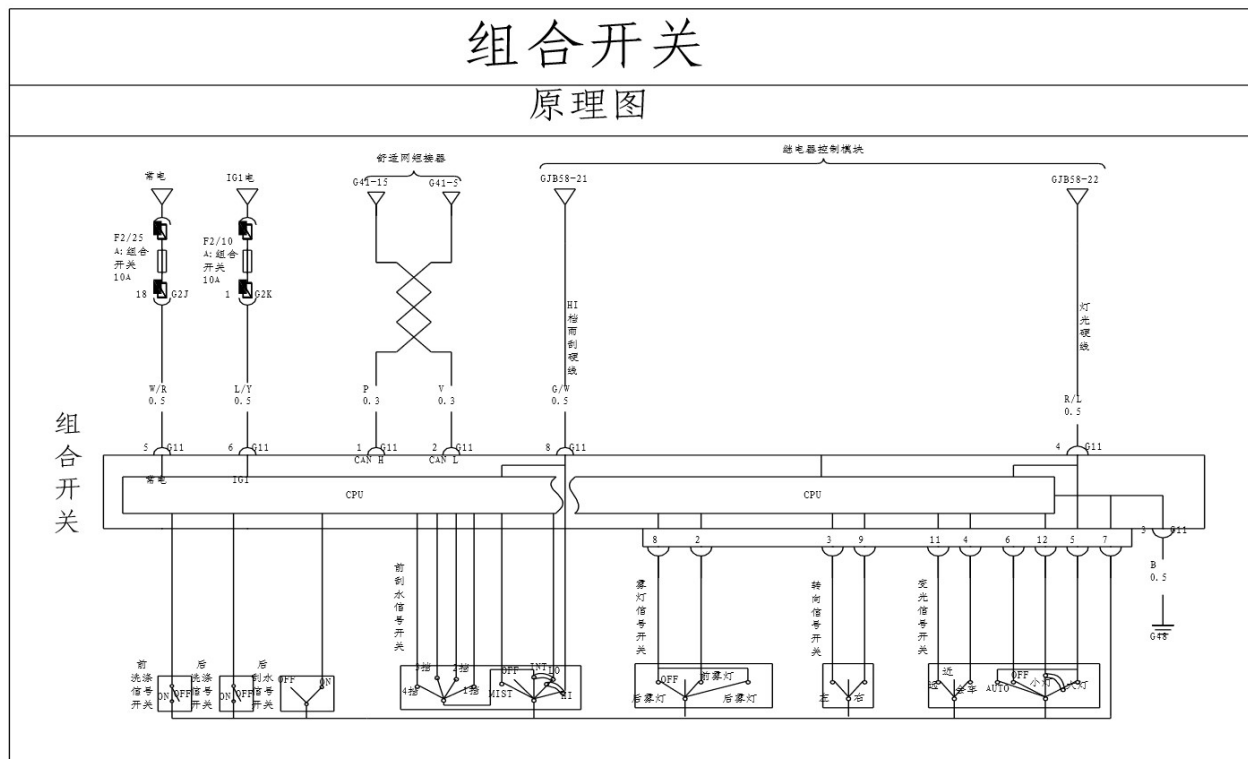 组合开关
原理图
舒适网短接器
继电器控制模块
常电
IG1电
G41-15
G41-5
GJB58-21
GJB58-22
F2/25
A:组合
开关
10A
F2/10
A:组合
开关
10A
18
G2J
1
G2K
HI档雨刮硬线
灯光硬线
W/R
0.5
L/Y
0.5
P
0.3
V
0.3
G/W
0.5
R/L
0.5
组合开关
5
G11
6
G11
1
G11
2
G11
8
G11
4
G11
CAN H
CAN L
常电
IG1
CPU
CPU
3
G11
8
2
3
9
11
4
6
12
5
7
B
0.5
G48
前刮水信号开关
雾灯信号开关
转向信号开关
变光信号开关
前洗涤信号开关
ON
OFF
后洗涤信号开关
ON
OFF
后刮水信号开关
OFF
ON
4挡
3挡
2挡
1挡
MIST
OFF
INT
LO
HI
OFF
前雾灯
后雾灯
后雾灯
左
右
远
近
会车
AUTO
OFF
小灯
大灯